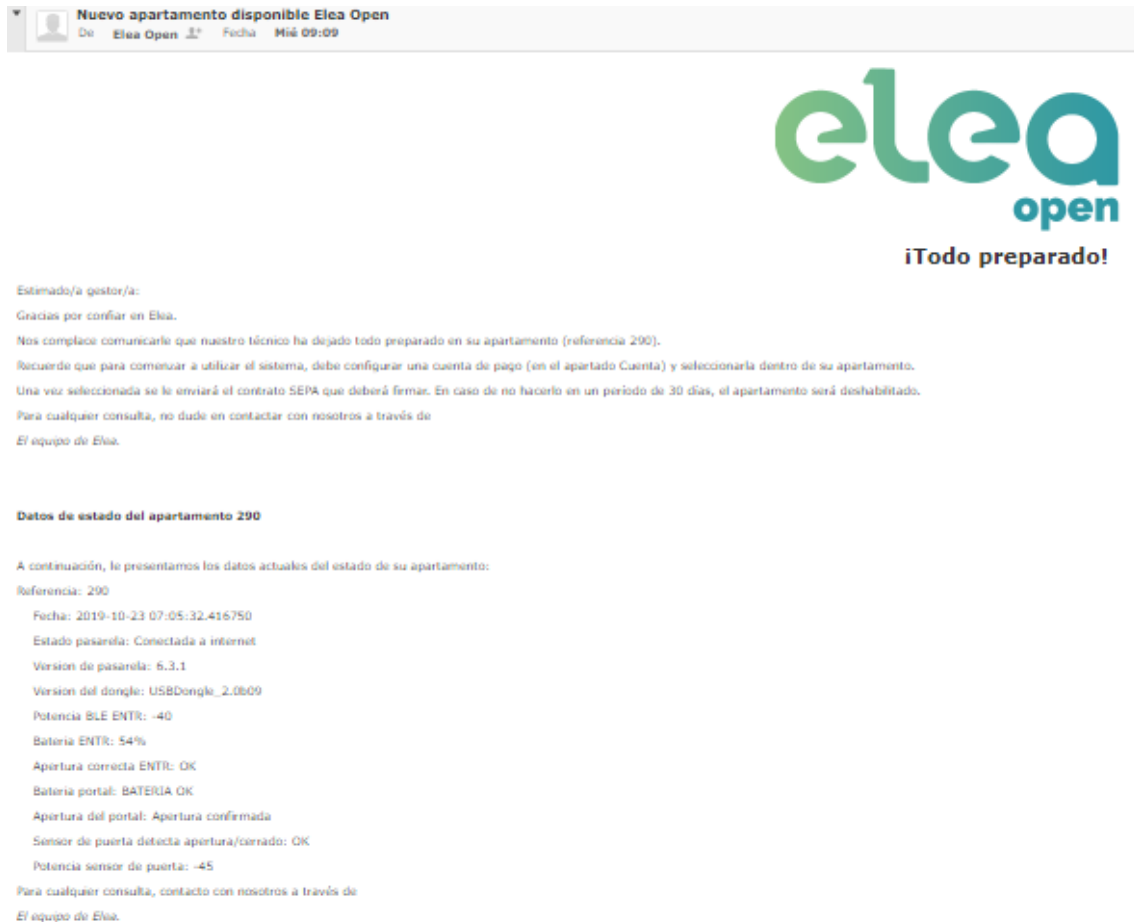 Nuevo apartamento disponible Elea Open
De Elea Open Fecha Mié 09:09
elea
open
¡Todo preparado!
Estimado/a gestor/a:
Gracias por confiar en Elea.
Nos complace comunicarle que nuestro técnico ha dejado todo preparado en su apartamento (referencia 290).
Recuerde que para comenzar a utilizar el sistema, debe configurar una cuenta de pago (en el apartado Cuenta) y seleccionarla dentro de su apartamento.
Una vez seleccionada se le enviará el contrato SEPA que deberá firmar. En caso de no hacerlo en un período de 30 días, el apartamento será deshabilitado.
Para cualquier consulta, no dude en contactar con nosotros a través de
El equipo de Elea.
Datos de estado del apartamento 290
A continuación, le presentamos los datos actuales del estado de su apartamento:
Referencia: 290
Fecha: 2019-10-23 07:05:32.416750
Estado pasarela: Conectada a internet
Version de pasarela: 6.3.1
Version del dongle: USBDongle_2.0b09
Potencia BLE ENTR: -40
Bateria ENTR: 54%
Apertura correcta ENTR: OK
Bateria portal: BATERIA OK
Apertura del portal: Apertura confirmada
Sensor de puerta detecta apertura/cerrado: OK
Potencia sensor de puerta: -45
Para cualquier consulta, contacto con nosotros a través de
El equipo de Elea.